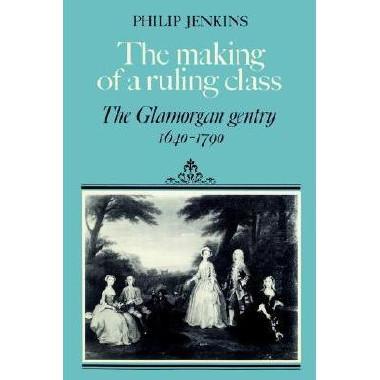 PHILIP JENKINS
The making
of a ruling class
The Glamorgan gentry
1640-1790